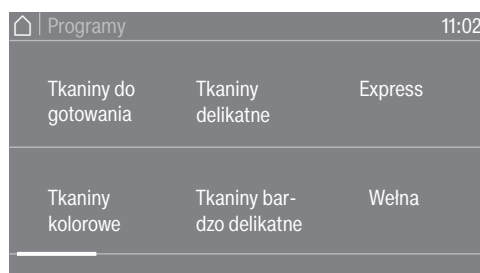 Programy 11:02
Tkaniny do gotowania
Tkaniny delikatne
Express
Tkaniny kolorowe
Tkaniny bar-
dzo delikatne
Wełna